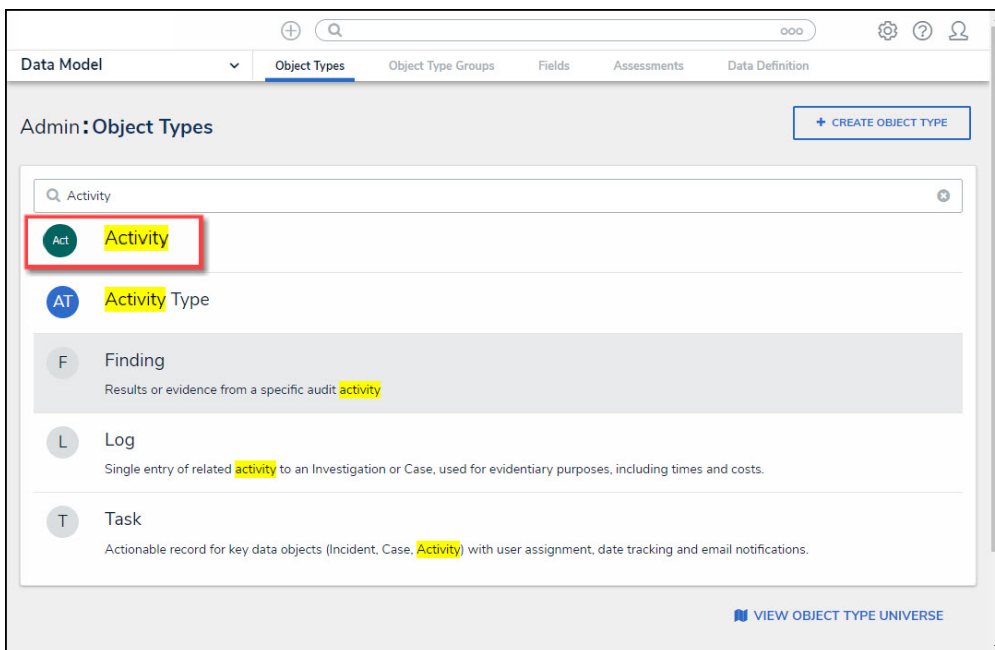 ooo
Data Model
Object Types Object Type Groups Fields Assessments Data Definition
Admin:Object Types
+ CREATE OBJECT TYPE
Activity
Act Activity
AT Activity Type
F Finding
Results or evidence from a specific audit activity
L Log
Single entry of related activity to an Investigation or Case, used for evidentiary purposes, including times and costs.
T Task
Actionable record for key data objects (Incident, Case, Activity) with user assignment, date tracking and email notifications.
VIEW OBJECT TYPE UNIVERSE